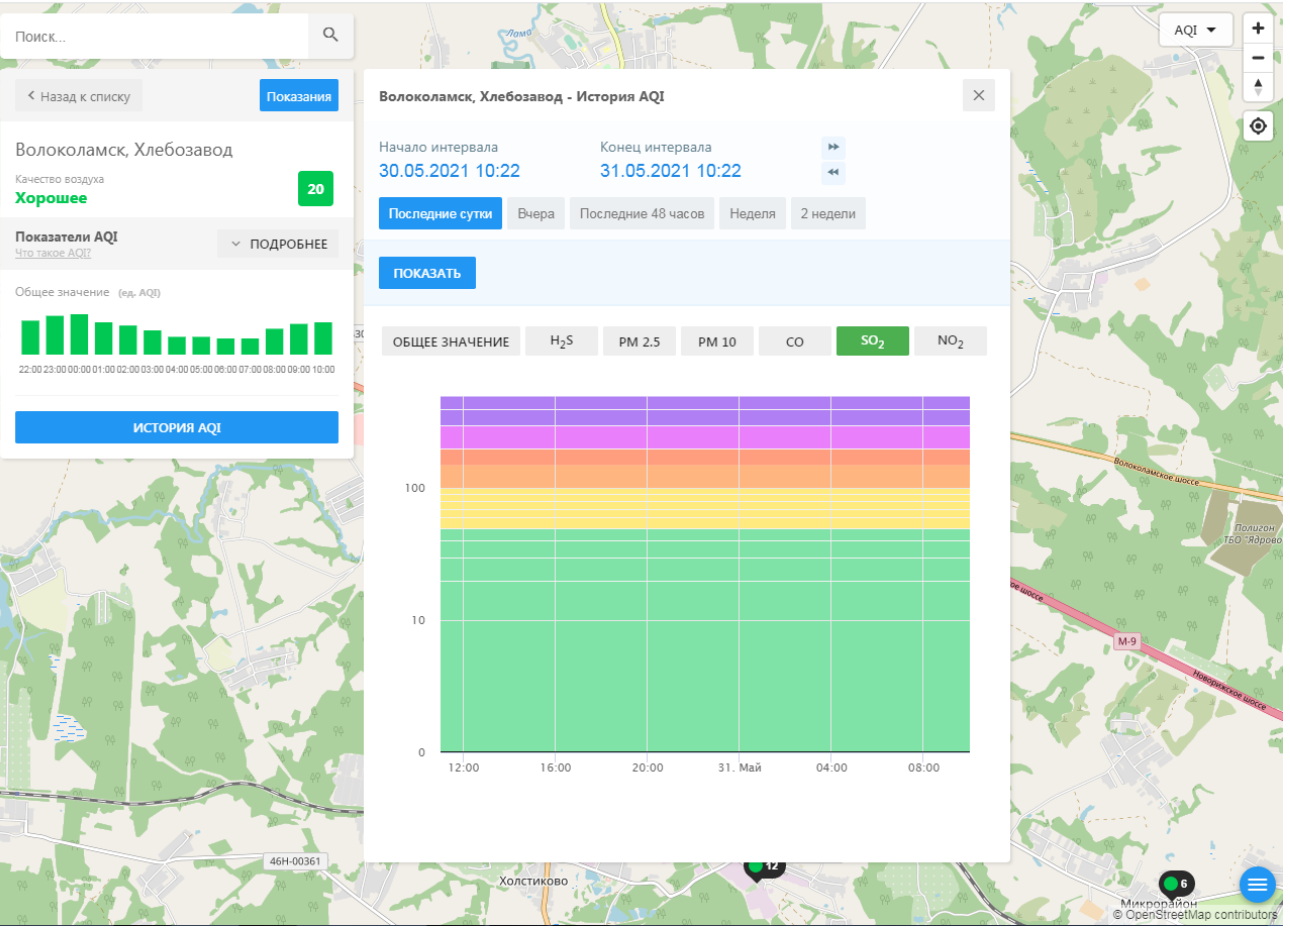 Поиск...
Лама
AQI
Назад к списку
Показания
Волоколамск, Хлебозавод
Качество воздуха
Хорошее
20
Показатели AQI
Что такое AQI?
ПОДРОБНЕЕ
Общее значение (ед. AQI)
22:00 23:00 00:00 01:00 02:00 03:00 04:00 05:00 06:00 07:00 08:00 09:00 10:00
ИСТОРИЯ AQI
Волоколамск, Хлебозавод - История AQI
Начало интервала
30.05.2021 10:22
Конец интервала
31.05.2021 10:22
Последние сутки
Вчера
Последние 48 часов
Неделя
2 недели
ПОКАЗАТЬ
ОБЩЕЕ ЗНАЧЕНИЕ
H2S
PM 2.5
PM 10
CO
SO2
NO2
100
10
0
12:00
16:00
20:00
31. Май
04:00
08:00
Волоколамское шоссе
Полигон
ТБО "Ядрово
М-9
Новорижское шоссе
46Н-00361
Холстиково
12
6
Микрорайон
© OpenStreetMap contributors